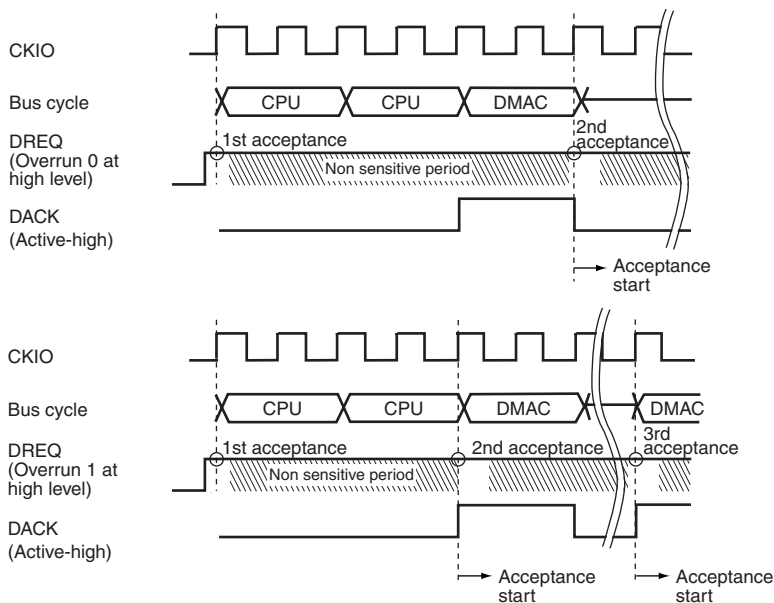 CKIO
Bus cycle
CPU
CPU
DMAC
DREQ
(Overrun 0 at
high level)
1st acceptance
2nd
acceptance
Non sensitive period
DACK
(Active-high)
Acceptance
start
CKIO
Bus cycle
CPU
CPU
DMAC
DMAC
DREQ
(Overrun 1 at
high level)
1st acceptance
2nd acceptance
3rd
acceptance
Non sensitive period
DACK
(Active-high)
Acceptance
start
Acceptance
start